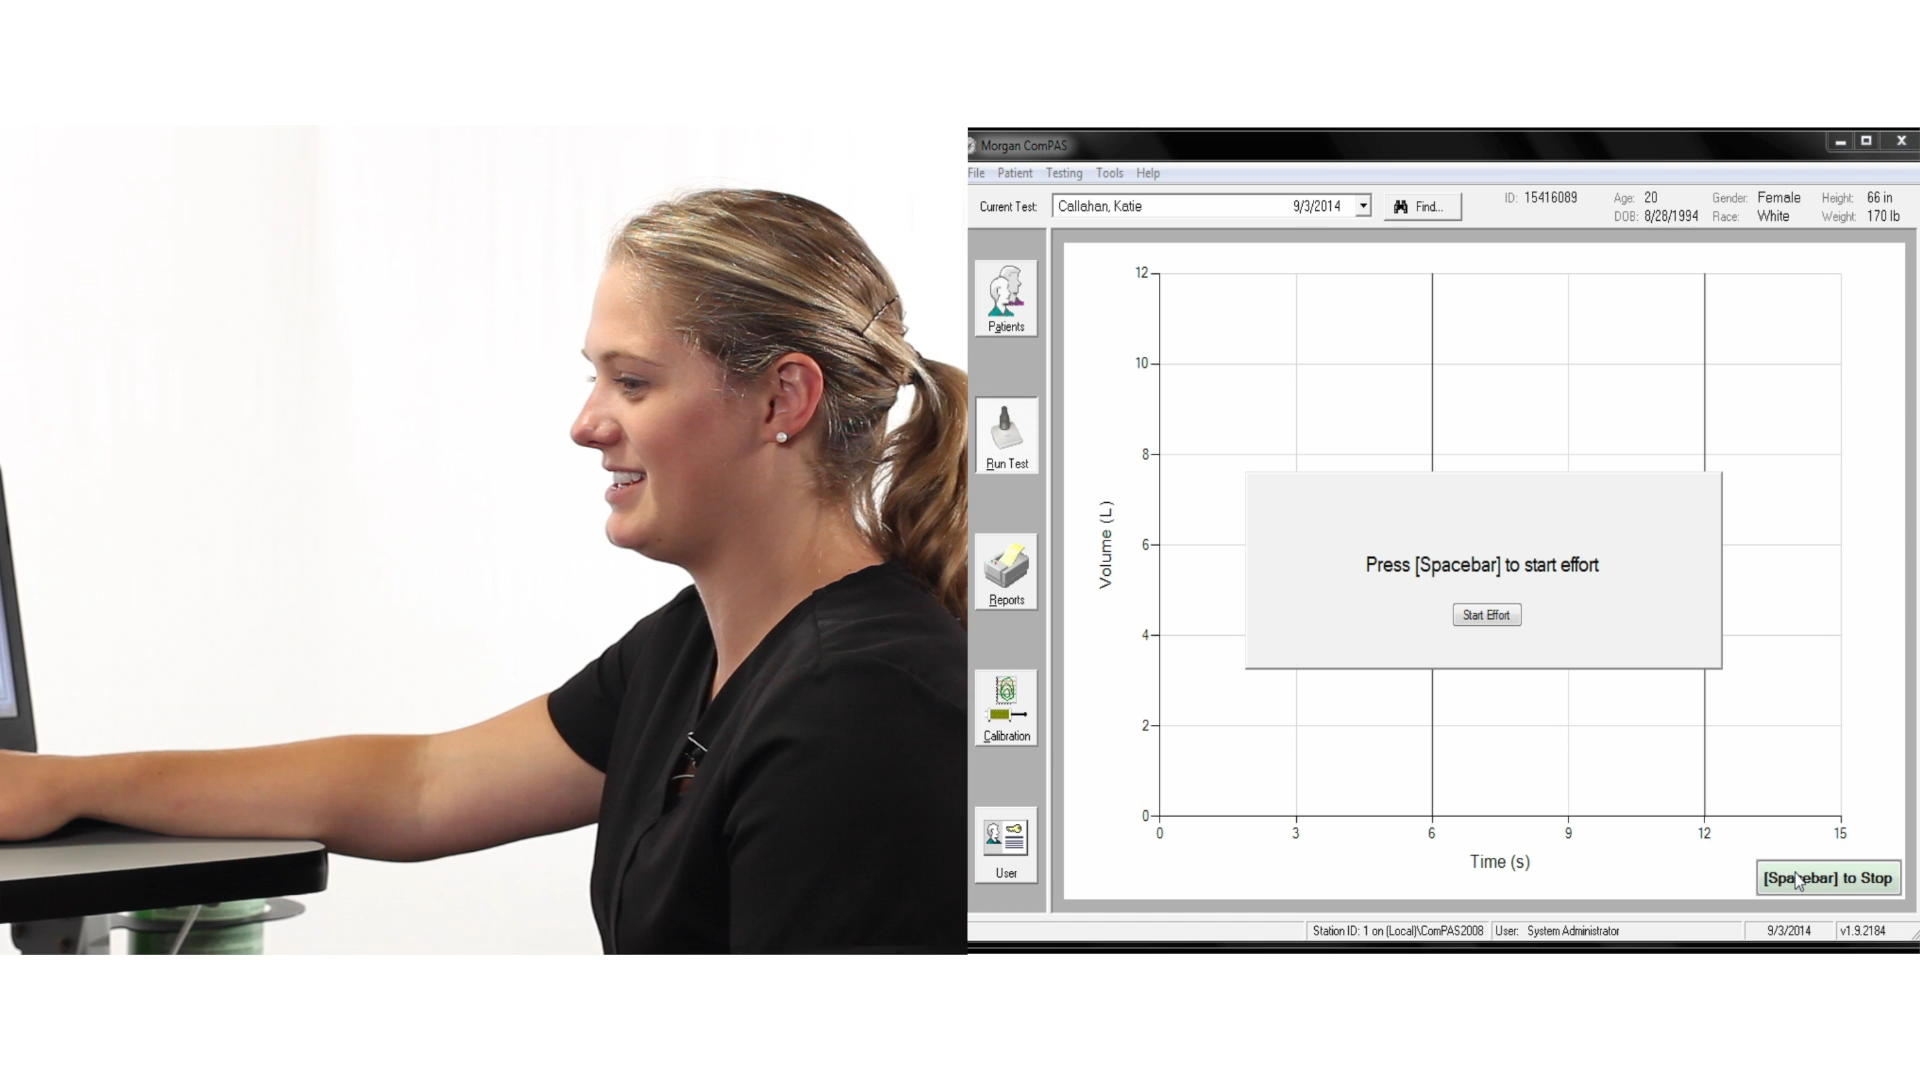 Morgan ComPAS
File Patient Testing Tools Help
Current Test: Callahan, Katie 9/3/2014 Find... ID: 15416089 Age: 20 Gender: Female Height: 66 in
DOB: 8/28/1994 Race: White Weight: 170 lb
Patients
Run Test
Reports
Calibration
User
12
10
8
6
4
2
0
Volume (L)
Press [Spacebar] to start effort
Start Effort
0 3 6 9 12 15
Time (s)
[Spacebar] to Stop
Station ID: 1 on (Local)\ComPAS2008 User: System Administrator 9/3/2014 v1.9.2184